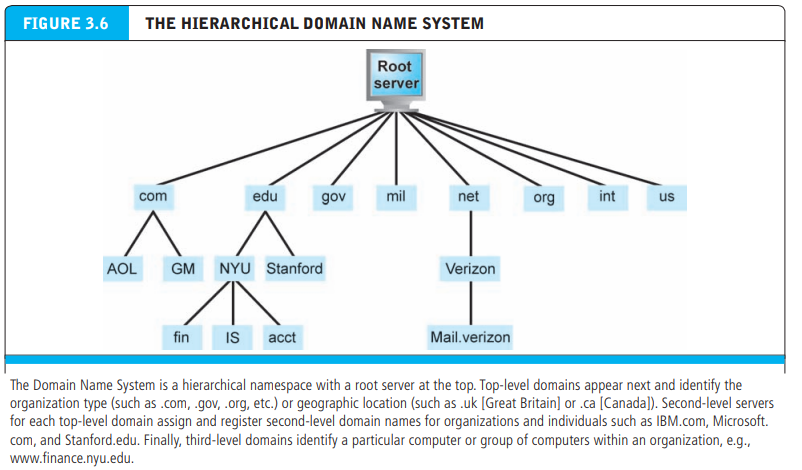 FIGURE 3.6 THE HIERARCHICAL DOMAIN NAME SYSTEM
Root
server
com edu gov mil net org int us
AOL GM NYU Stanford Verizon
fin IS acct Mail.verizon
The Domain Name System is a hierarchical namespace with a root server at the top. Top-level domains appear next and identify the
organization type (such as .com, .gov, .org, etc.) or geographic location (such as .uk [Great Britain] or .ca [Canada]). Second-level servers
for each top-level domain assign and register second-level domain names for organizations and individuals such as IBM.com, Microsoft.
com, and Stanford.edu. Finally, third-level domains identify a particular computer or group of computers within an organization, e.g.,
www.finance.nyu.edu.